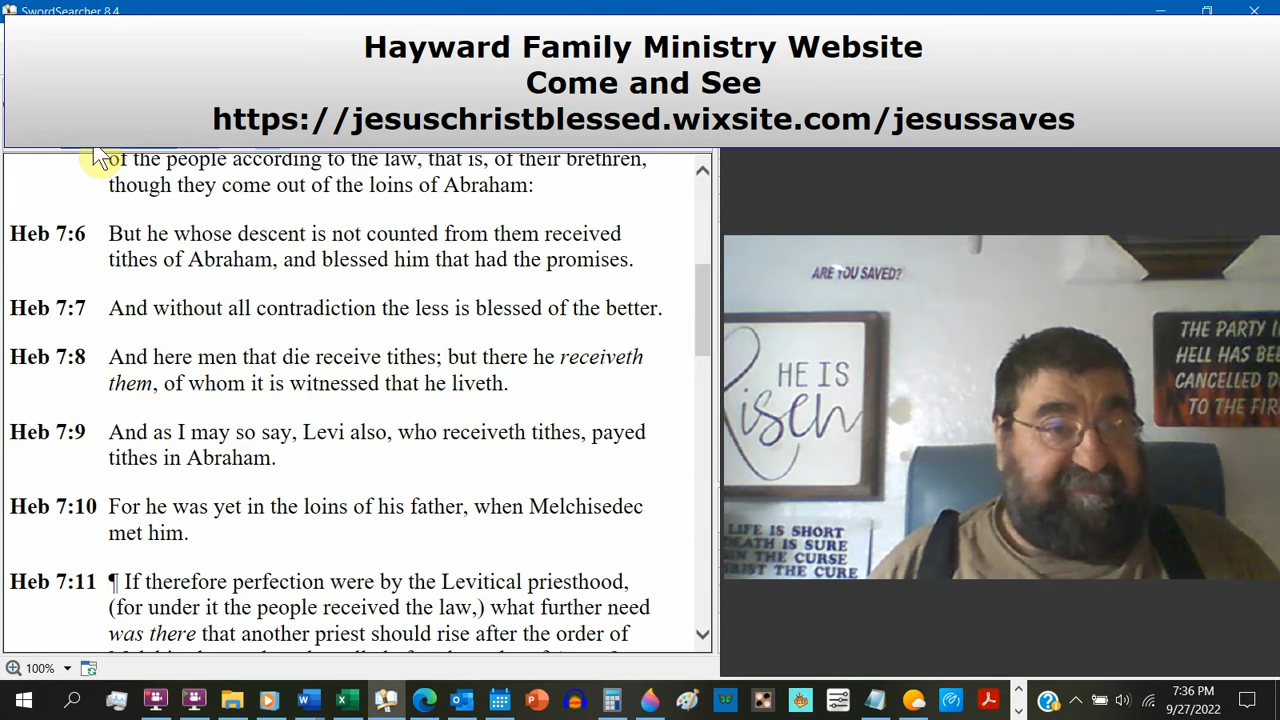 SwordSearcher 8.4
Hayward Family Ministry Website
Come and See
https://jesuschristblessed.wixsite.com/jesussaves
of the people according to the law, that is, of their brethren,
though they come out of the loins of Abraham:
Heb 7:6 But he whose descent is not counted from them received
tithes of Abraham, and blessed him that had the promises.
Heb 7:7 And without all contradiction the less is blessed of the better.
Heb 7:8 And here men that die receive tithes; but there he receiveth
them, of whom it is witnessed that he liveth.
Heb 7:9 And as I may so say, Levi also, who receiveth tithes, payed
tithes in Abraham.
Heb 7:10 For he was yet in the loins of his father, when Melchisedec
met him.
Heb 7:11 ¶ If therefore perfection were by the Levitical priesthood,
(for under it the people received the law,) what further need
was there that another priest should rise after the order of
100%
ARE YOU SAVED?
HE IS
Risen
THE PARTY I
HELL HAS BEE
CANCELLED D
TO THE FIR
LIFE IS SHORT
DEATH IS SURE
THE CURSE
THE CURE
7:36 PM
9/27/2022